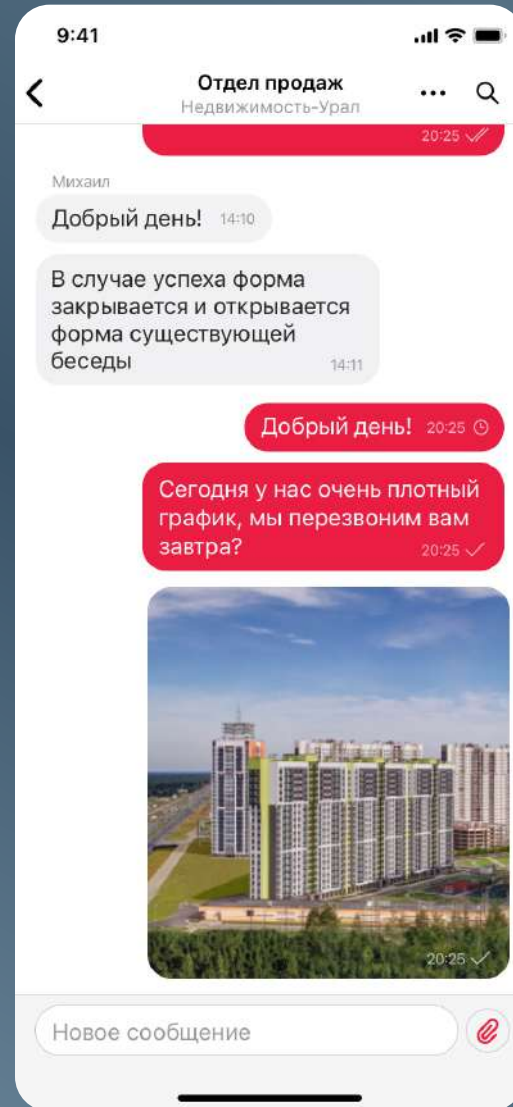 9:41
Отдел продаж
Недвижимость-Урал
20:25
Михаил
Добрый день! 14:10
В случае успеха форма
закрывается и открывается
форма существующей
беседы 14:11
Добрый день! 20:25
Сегодня у нас очень плотный
график, мы перезвоним вам
завтра? 20:25
20:25
Новое сообщение